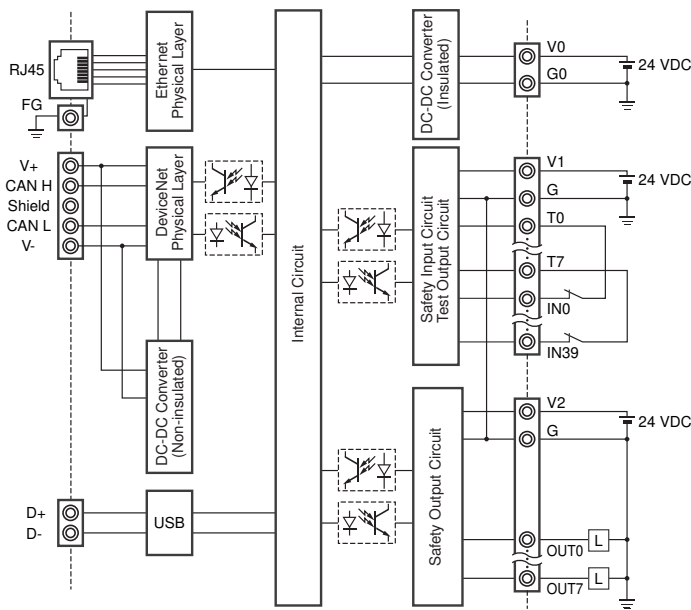 RJ45
FG
Ethernet
Physical Layer
V+
CAN H
Shield
CAN L
V-
DeviceNet
Physical Layer
DC-DC Converter
(Non-insulated)
D+
D-
USB
Internal Circuit
DC-DC Converter
(Insulated)
V0
G0
24 VDC
Safety Input Circuit
Test Output Circuit
V1
G
24 VDC
T0
T7
IN0
IN39
Safety Output Circuit
V2
G
24 VDC
OUT0
L
OUT7
L